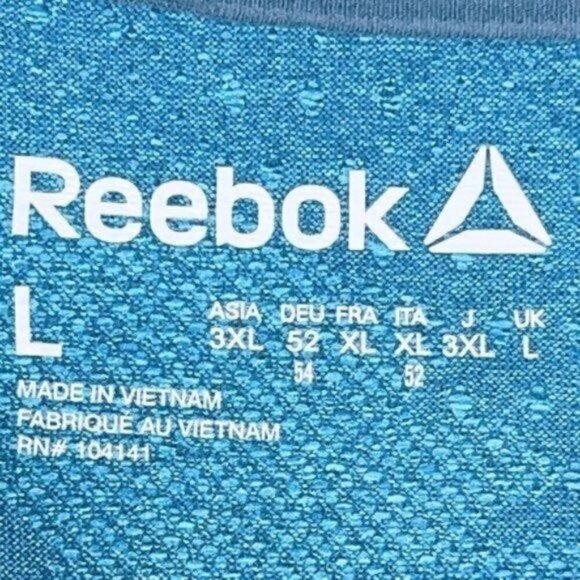 Reebok
L
ASIA DEU FRA ITA J UK
3XL 52 XL XL 3XL L
54 52
MADE IN VIETNAM
FABRIQUÉ AU VIETNAM
RN# 104141